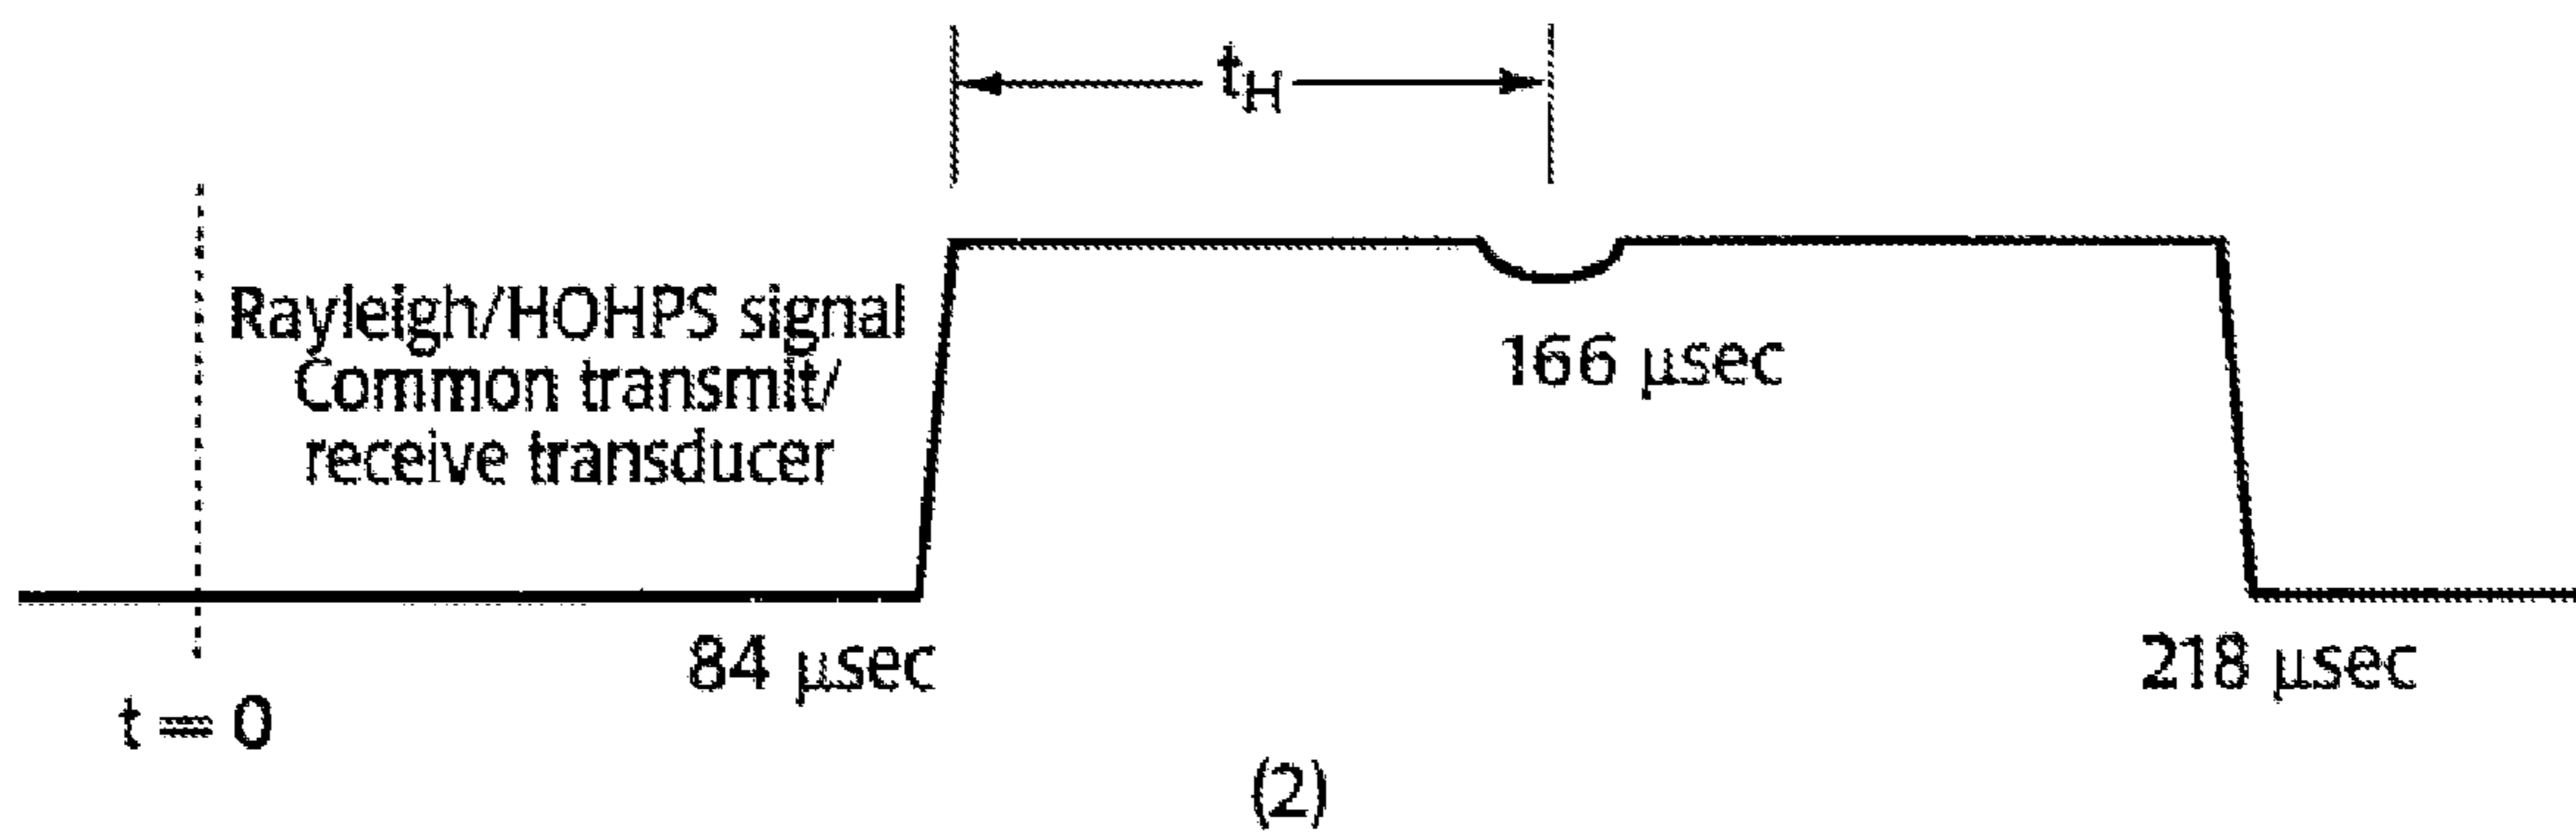 tH
Rayleigh/HOHPS signal
Common transmit/
receive transducer
166 μsec
84 μsec
218 μsec
t = 0
(2)